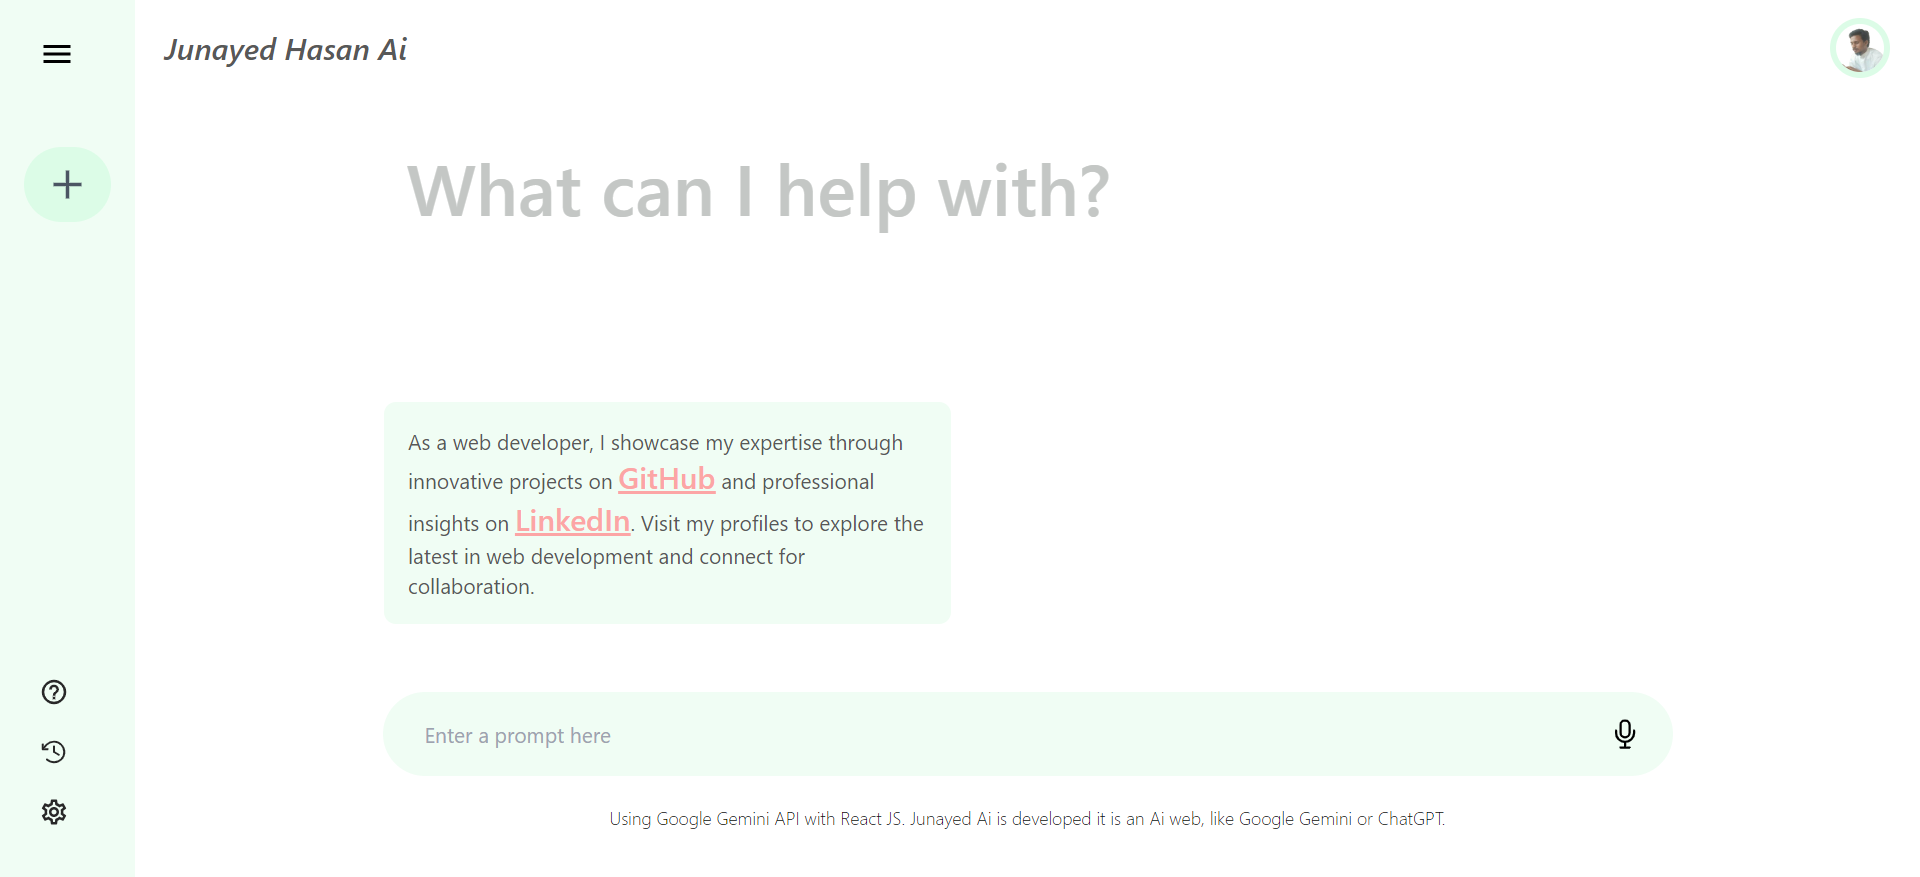 Junayed Hasan Ai
What can I help with?
As a web developer, I showcase my expertise through
innovative projects on GitHub and professional
insights on LinkedIn. Visit my profiles to explore the
latest in web development and connect for
collaboration.
Enter a prompt here
Using Google Gemini API with React JS. Junayed Ai is developed it is an Ai web, like Google Gemini or ChatGPT.